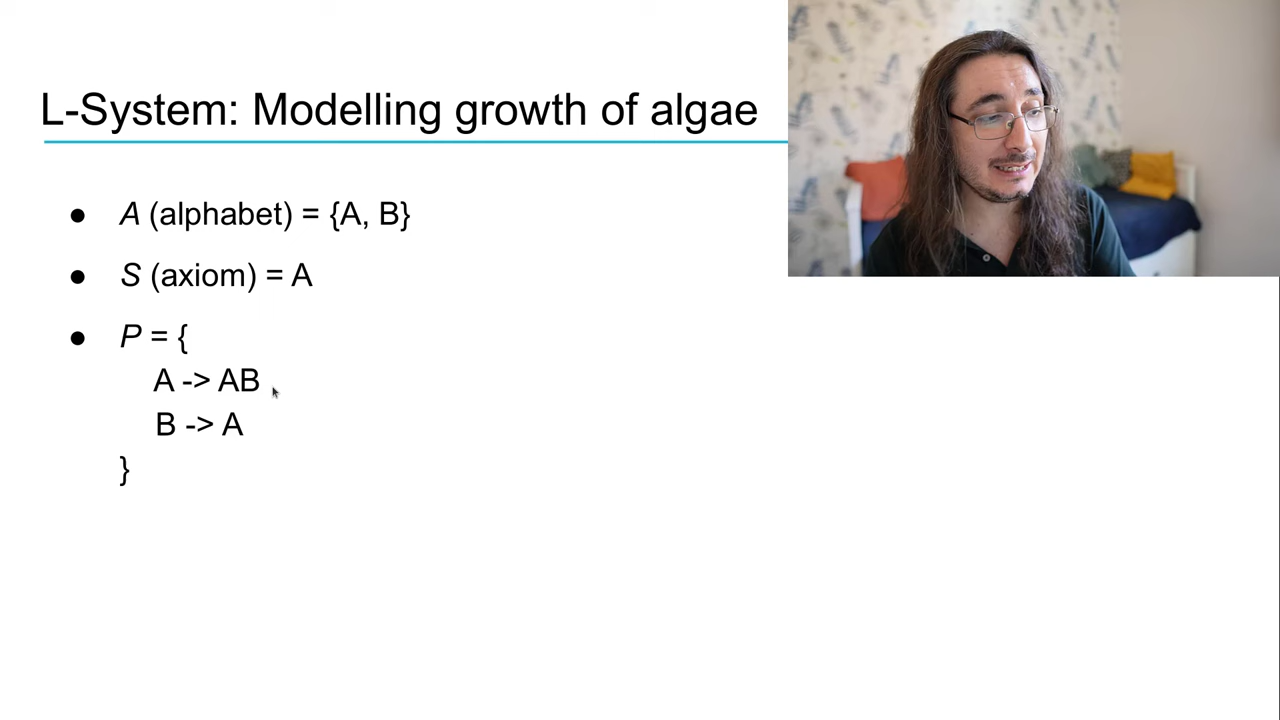 L-System: Modelling growth of algae
● A (alphabet) = {A, B}
● S (axiom) = A
● P = {
A -> AB
B -> A
}